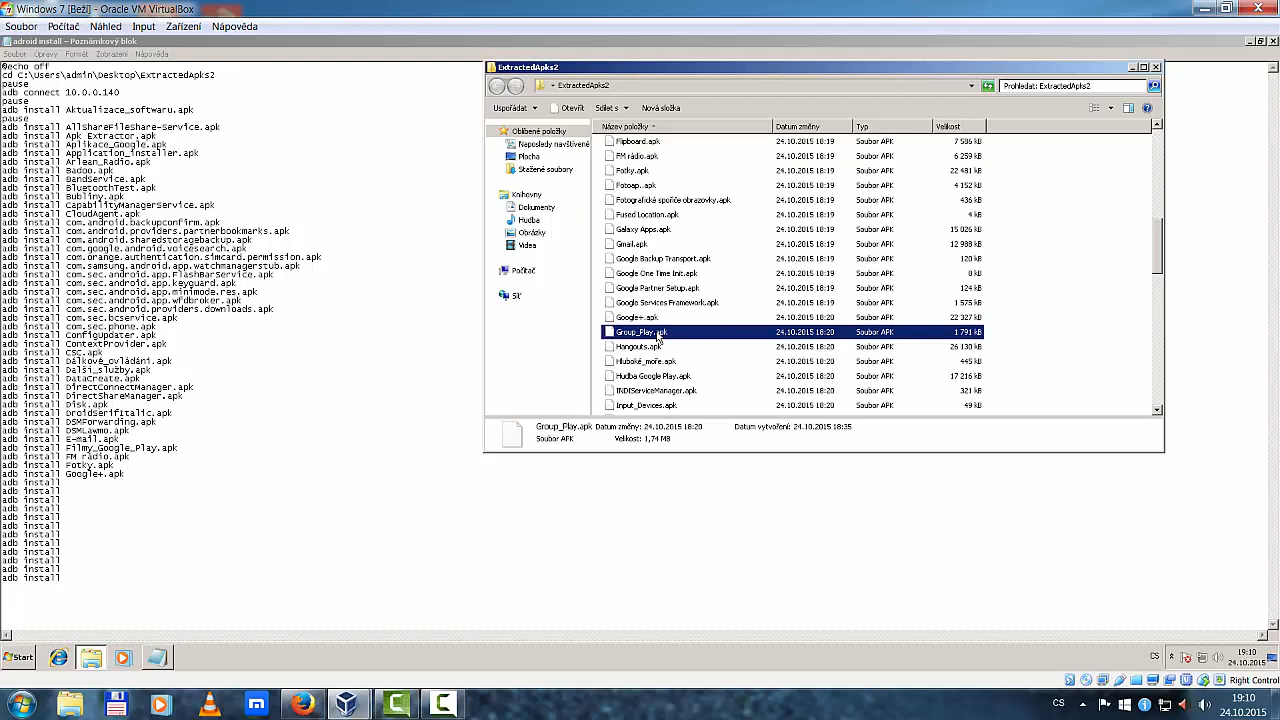 Windows 7 [Beží] - Oracle VM VirtualBox
Soubor Počítač Náhled Input Zařízení Nápověda
adroid install – Poznámkový blok
Soubor Úpravy Formát Zobrazení Nápověda
@echo off
cd C:\Users\admin\Desktop\ExtractedApks2
pause
adb connect 10.0.0.140
pause
adb install Aktualizace_softwaru.apk
pause
adb install AllShareFileShare-Service.apk
adb install Apk Extractor.apk
adb install Aplikace_Google.apk
adb install Application_installer.apk
adb install Arlean_Radio.apk
adb install Badoo.apk
adb install BandService.apk
adb install BluetoothTest.apk
adb install Bubliny.apk
adb install CapabilityManagerService.apk
adb install CloudAgent.apk
adb install com.android.backupconfirm.apk
adb install com.android.providers.partnerbookmarks.apk
adb install com.android.sharedstoragebackup.apk
adb install com.google.android.voicesearch.apk
adb install com.orange.authentication.simcard.permission.apk
adb install com.samsung.android.app.watchmanagerstub.apk
adb install com.sec.android.app.FlashBarService.apk
adb install com.sec.android.app.keyguard.apk
adb install com.sec.android.app.minimode.res.apk
adb install com.sec.android.app.wfdbroker.apk
adb install com.sec.android.providers.downloads.apk
adb install com.sec.bcservice.apk
adb install com.sec.phone.apk
adb install ConfigUpdater.apk
adb install ContextProvider.apk
adb install CSC.apk
adb install Dálkové_ovládání.apk
adb install Další_služby.apk
adb install DataCreate.apk
adb install DirectConnectManager.apk
adb install DirectShareManager.apk
adb install Disk.apk
adb install DroidSerifItalic.apk
adb install DSMForwarding.apk
adb install DSMLawmo.apk
adb install E-mail.apk
adb install Filmy_Google_Play.apk
adb install FM rádio.apk
adb install Fotky.apk
adb install Google+.apk
adb install
adb install
adb install
adb install
adb install
adb install
adb install
adb install
adb install
adb install
adb install
adb install
ExtractedApks2
ExtractedApks2 Prohledat: ExtractedApks2
Uspořádat Otevřít Sdílet s Nová složka
Oblíbené položky
Naposledy navštívené
Plocha
Stažené soubory
Knihovny
Dokumenty
Hudba
Obrázky
Videa
Počítač
Síť
Název položky Datum změny Typ Velikost
Flipboard.apk 24.10.2015 18:19 Soubor APK 7 586 kB
FM rádio.apk 24.10.2015 18:19 Soubor APK 6 259 kB
Fotky.apk 24.10.2015 18:19 Soubor APK 22 481 kB
Fotoap..apk 24.10.2015 18:19 Soubor APK 4 152 kB
Fotografické spořiče obrazovky.apk 24.10.2015 18:19 Soubor APK 436 kB
Fused Location.apk 24.10.2015 18:19 Soubor APK 4 kB
Galaxy Apps.apk 24.10.2015 18:19 Soubor APK 15 026 kB
Gmail.apk 24.10.2015 18:19 Soubor APK 12 988 kB
Google Backup Transport.apk 24.10.2015 18:19 Soubor APK 120 kB
Google One Time Init.apk 24.10.2015 18:19 Soubor APK 8 kB
Google Partner Setup.apk 24.10.2015 18:19 Soubor APK 124 kB
Google Services Framework.apk 24.10.2015 18:19 Soubor APK 1 575 kB
Google+.apk 24.10.2015 18:20 Soubor APK 22 327 kB
Group_Play.apk 24.10.2015 18:20 Soubor APK 1 791 kB
Hangouts.apk 24.10.2015 18:20 Soubor APK 26 130 kB
Hluboké_moře.apk 24.10.2015 18:20 Soubor APK 445 kB
Hudba Google Play.apk 24.10.2015 18:20 Soubor APK 17 216 kB
INDIServiceManager.apk 24.10.2015 18:20 Soubor APK 321 kB
Input_Devices.apk 24.10.2015 18:20 Soubor APK 49 kB
Group_Play.apk Datum změny: 24.10.2015 18:20 Datum vytvoření: 24.10.2015 18:35
Soubor APK Velikost: 1,74 MB
Start CS 19:10
24.10.2015
Right Control
CS 19:10
24.10.2015